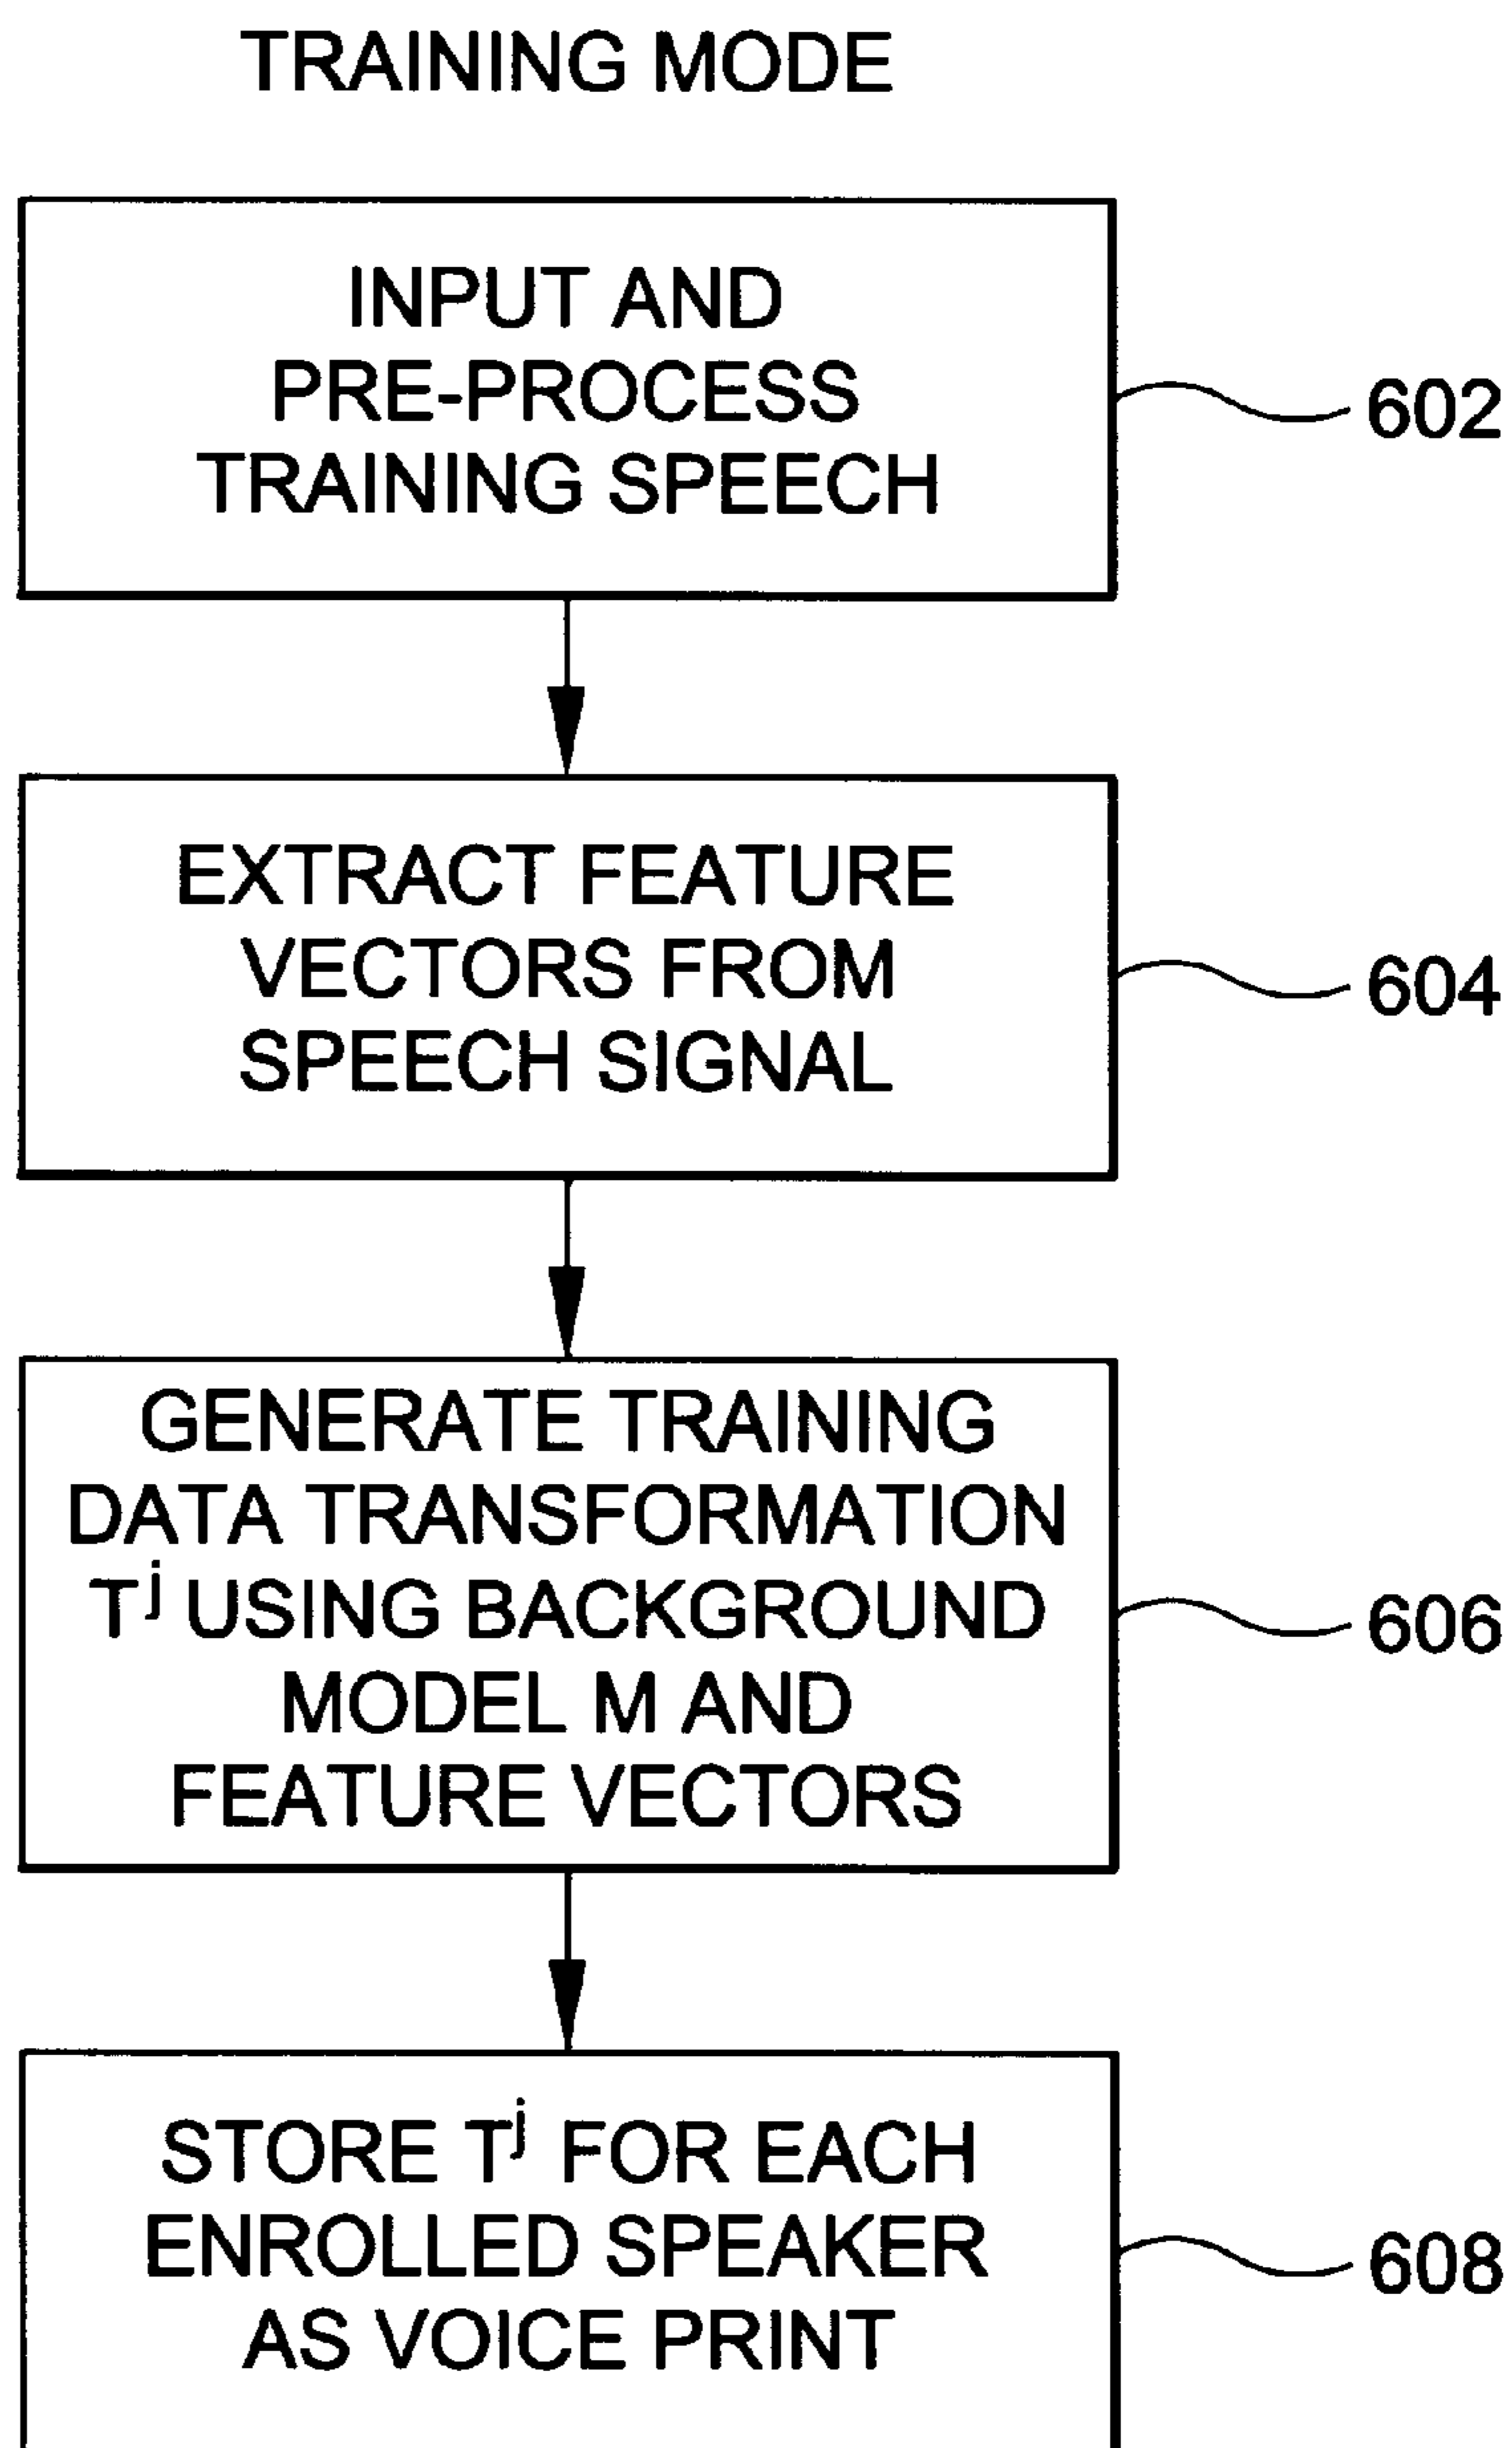 TRAINING MODE
INPUT AND
PRE-PROCESS
TRAINING SPEECH
602
EXTRACT FEATURE
VECTORS FROM
SPEECH SIGNAL
604
GENERATE TRAINING
DATA TRANSFORMATION
Tʲ USING BACKGROUND
MODEL M AND
FEATURE VECTORS
606
STORE Tʲ FOR EACH
ENROLLED SPEAKER
AS VOICE PRINT
608